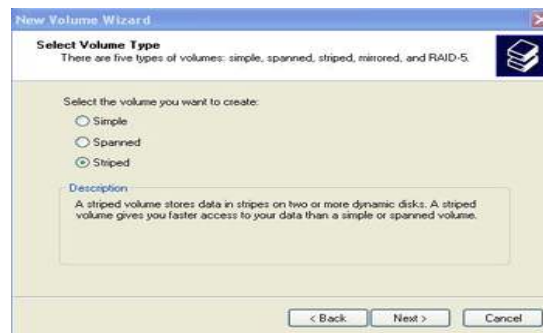 New Volume Wizard
Select Volume Type
There are five types of volumes: simple, spanned, striped, mirrored, and RAID-5.
Select the volume you want to create:
Simple
Spanned
Striped
Description
A striped volume stores data in stripes on two or more dynamic disks. A striped
volume gives you faster access to your data than a simple or spanned volume.
< Back
Next >
Cancel